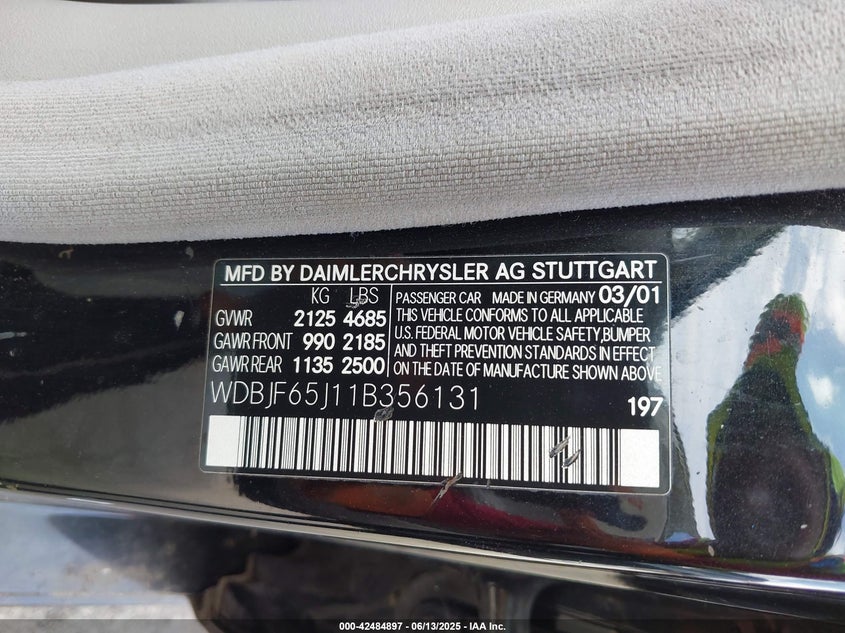 MFD BY DAIMLERCHRYSLER AG STUTTGART
KG LBS
GVWR 2125 4685
GAWR FRONT 990 2185
GAWR REAR 1135 2500
PASSENGER CAR MADE IN GERMANY 03/01
THIS VEHICLE CONFORMS TO ALL APPLICABLE
U.S. FEDERAL MOTOR VEHICLE SAFETY,BUMPER
AND THEFT PREVENTION STANDARDS IN EFFECT
ON THE DATE OF MANUFACTURE SHOWN ABOVE.
WDBJF65J11B356131
197
000-42484897 - 06/13/2025 - IAA Inc.